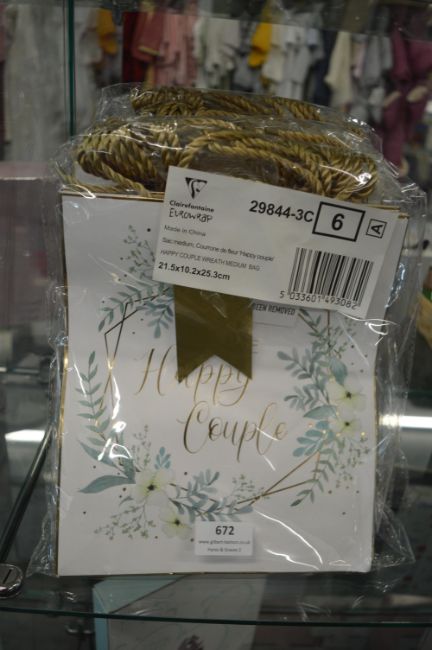 Clairefontaine
EUROWRAP
29844-3C
6
A
Made in China
Sac medium, Couronne de fleur 'Happy couple'
HAPPY COUPLE WREATH MEDIUM BAG
21.5x10.2x25.3cm
5 033601 493082
BEEN REMOVED
Happy
Couple
672